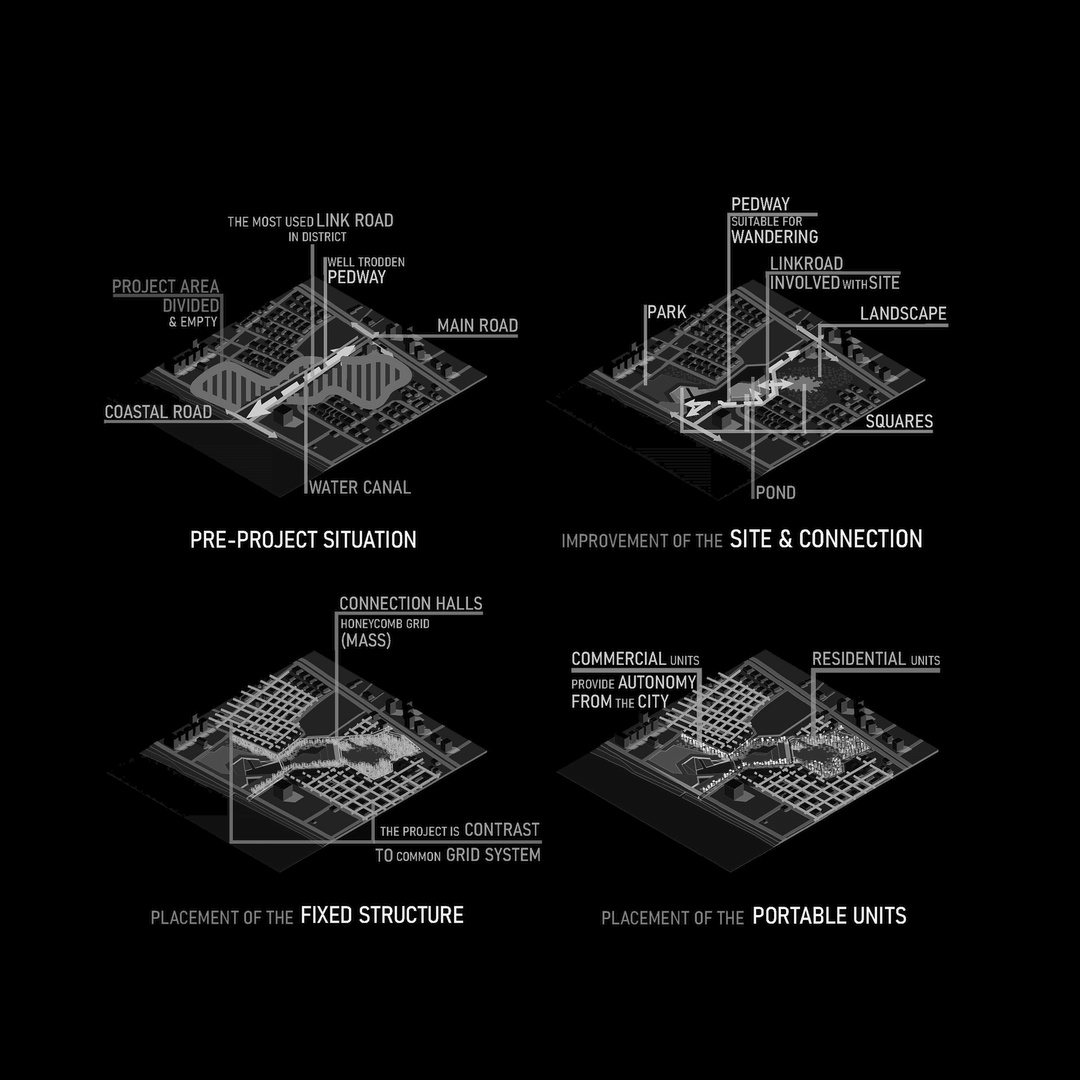 THE MOST USED LINK ROAD
IN DISTRICT
WELL TRODDEN
PEDWAY
PROJECT AREA
DIVIDED
& EMPTY
MAIN ROAD
COASTAL ROAD
WATER CANAL
PRE-PROJECT SITUATION
PEDWAY
SUITABLE FOR
WANDERING
LINKROAD
INVOLVED WITH SITE
PARK
LANDSCAPE
SQUARES
POND
IMPROVEMENT OF THE SITE & CONNECTION
CONNECTION HALLS
HONEYCOMB GRID
(MASS)
THE PROJECT IS CONTRAST
TO COMMON GRID SYSTEM
PLACEMENT OF THE FIXED STRUCTURE
COMMERCIAL UNITS
PROVIDE AUTONOMY
FROM THE CITY
RESIDENTIAL UNITS
PLACEMENT OF THE PORTABLE UNITS